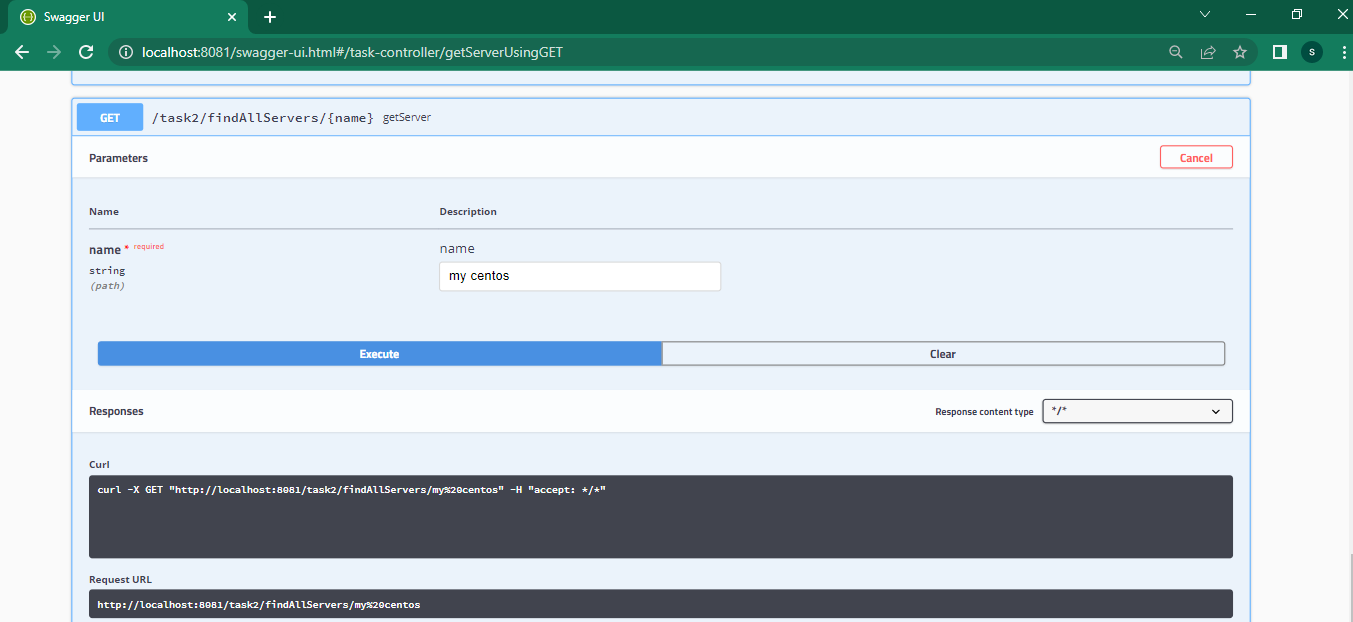 Swagger UI
localhost:8081/swagger-ui.html#/task-controller/getServerUsingGET
S
GET /task2/findAllServers/{name} getServer
Parameters
Cancel
Name Description
name * required
string
(path)
name
my centos
Execute Clear
Responses
Response content type */*
Curl
curl -X GET "http://localhost:8081/task2/findAllServers/my%20centos" -H "accept: */*"
Request URL
http://localhost:8081/task2/findAllServers/my%20centos